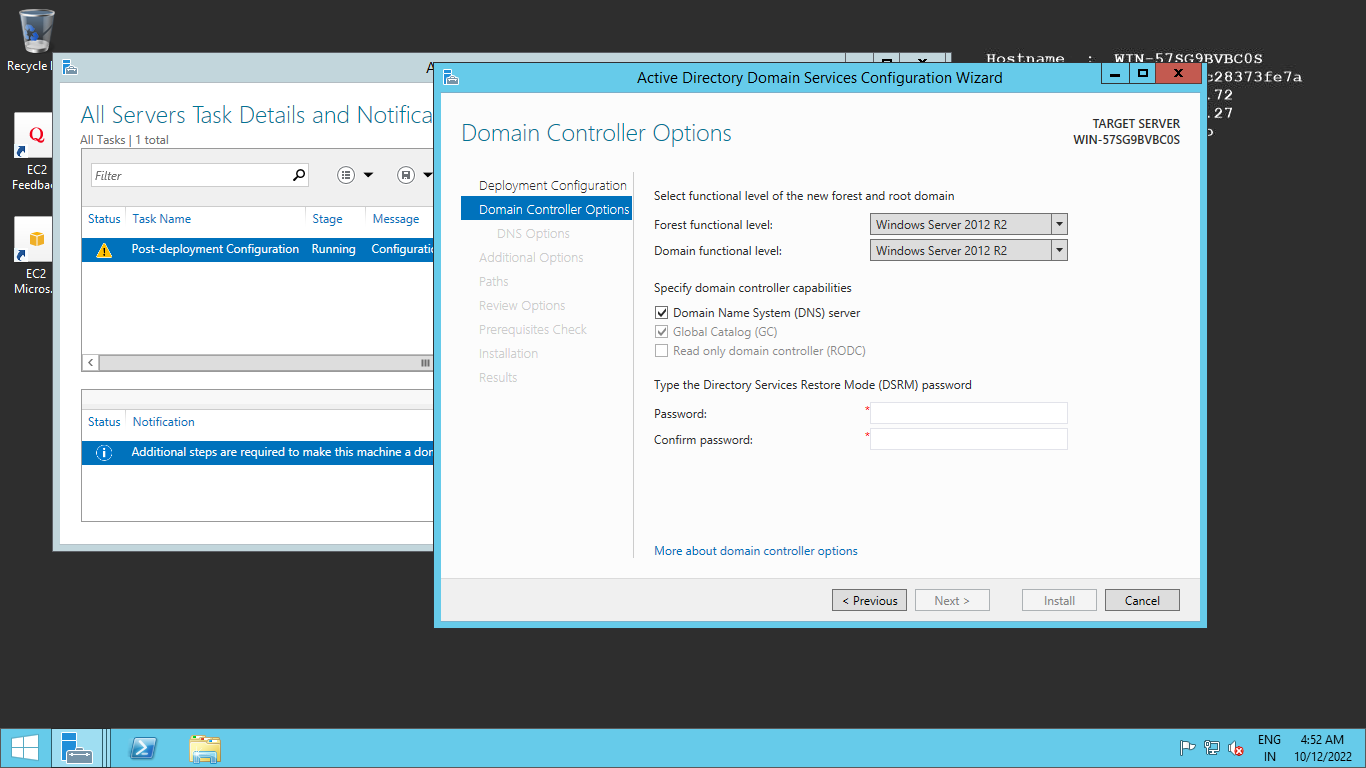 Recycle
EC2
Feedbac
EC2
Micros.
Hostname : WIN-57SG9BVBC0S
c28373fe7a
.72
.27
All Servers Task Details and Notifica
All Tasks | 1 total
Filter
Status Task Name Stage Message
Post-deployment Configuration Running Configuratio
Status Notification
Additional steps are required to make this machine a dor
Active Directory Domain Services Configuration Wizard
Domain Controller Options
TARGET SERVER
WIN-57SG9BVBC0S
Deployment Configuration
Domain Controller Options
DNS Options
Additional Options
Paths
Review Options
Prerequisites Check
Installation
Results
Select functional level of the new forest and root domain
Forest functional level: Windows Server 2012 R2
Domain functional level: Windows Server 2012 R2
Specify domain controller capabilities
Domain Name System (DNS) server
Global Catalog (GC)
Read only domain controller (RODC)
Type the Directory Services Restore Mode (DSRM) password
Password: *
Confirm password: *
More about domain controller options
< Previous Next > Install Cancel
ENG 4:52 AM
IN 10/12/2022